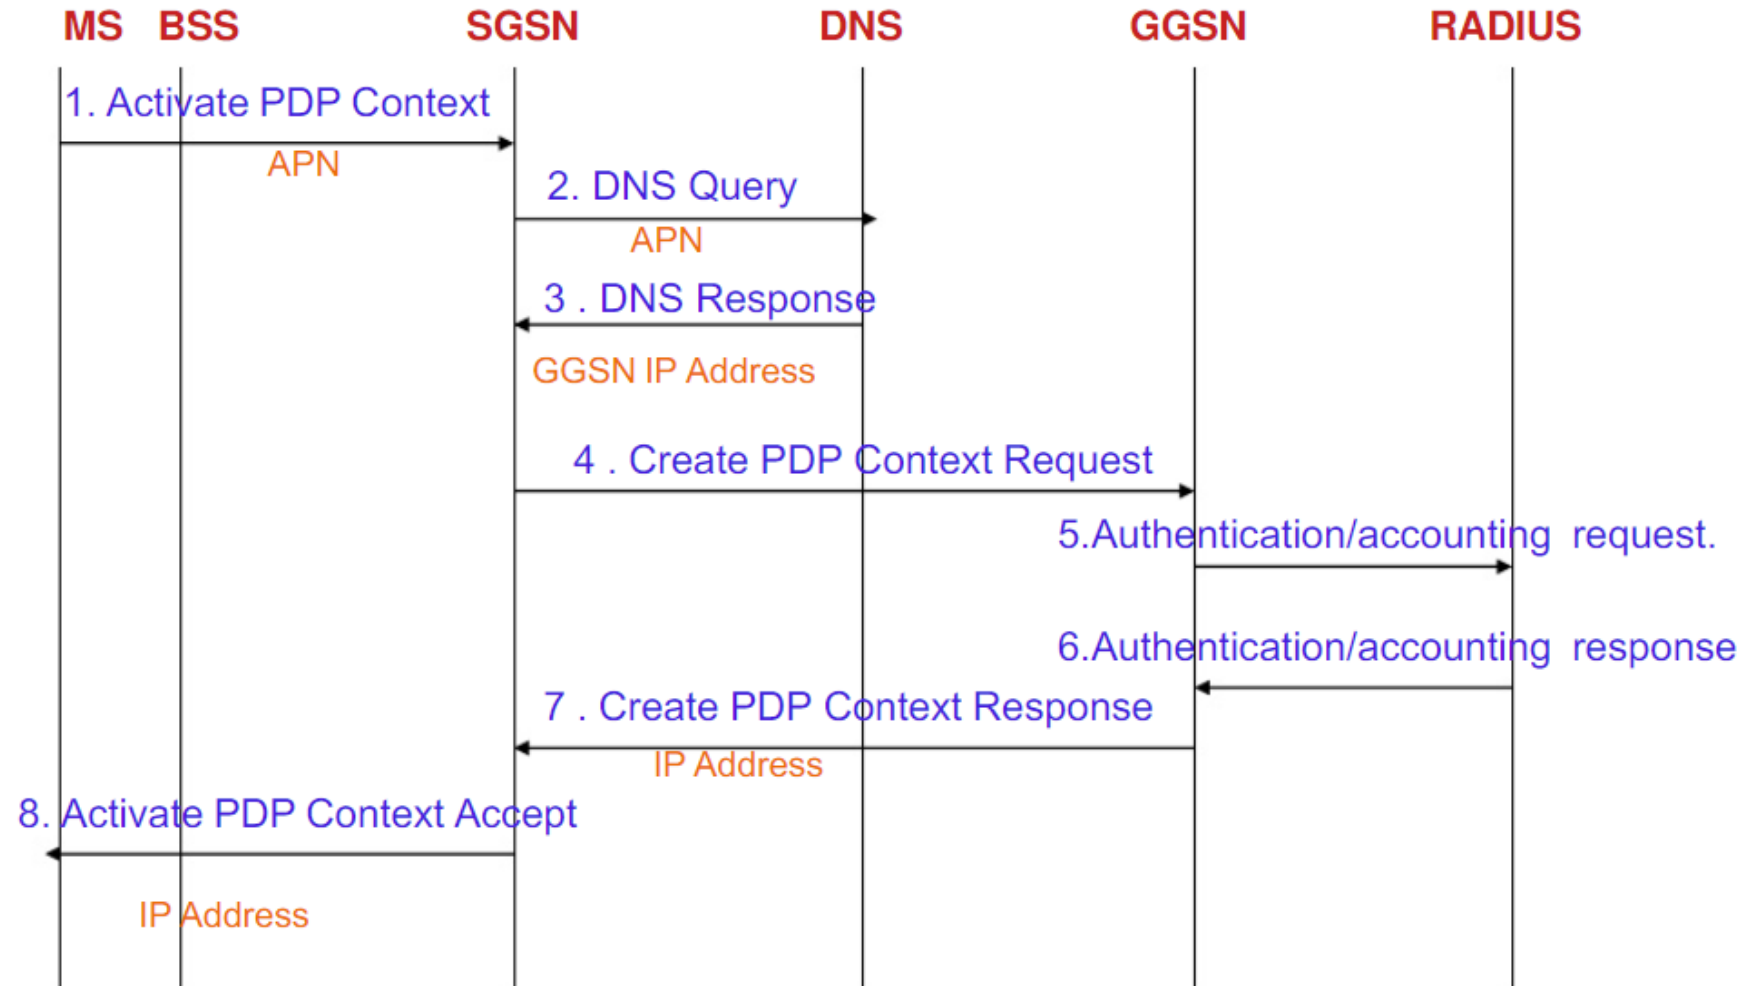 MS BSS SGSN DNS GGSN RADIUS
1. Activate PDP Context
APN
2. DNS Query
APN
3 . DNS Response
GGSN IP Address
4 . Create PDP Context Request
5.Authentication/accounting request.
6.Authentication/accounting response
7 . Create PDP Context Response
IP Address
8. Activate PDP Context Accept
IP Address